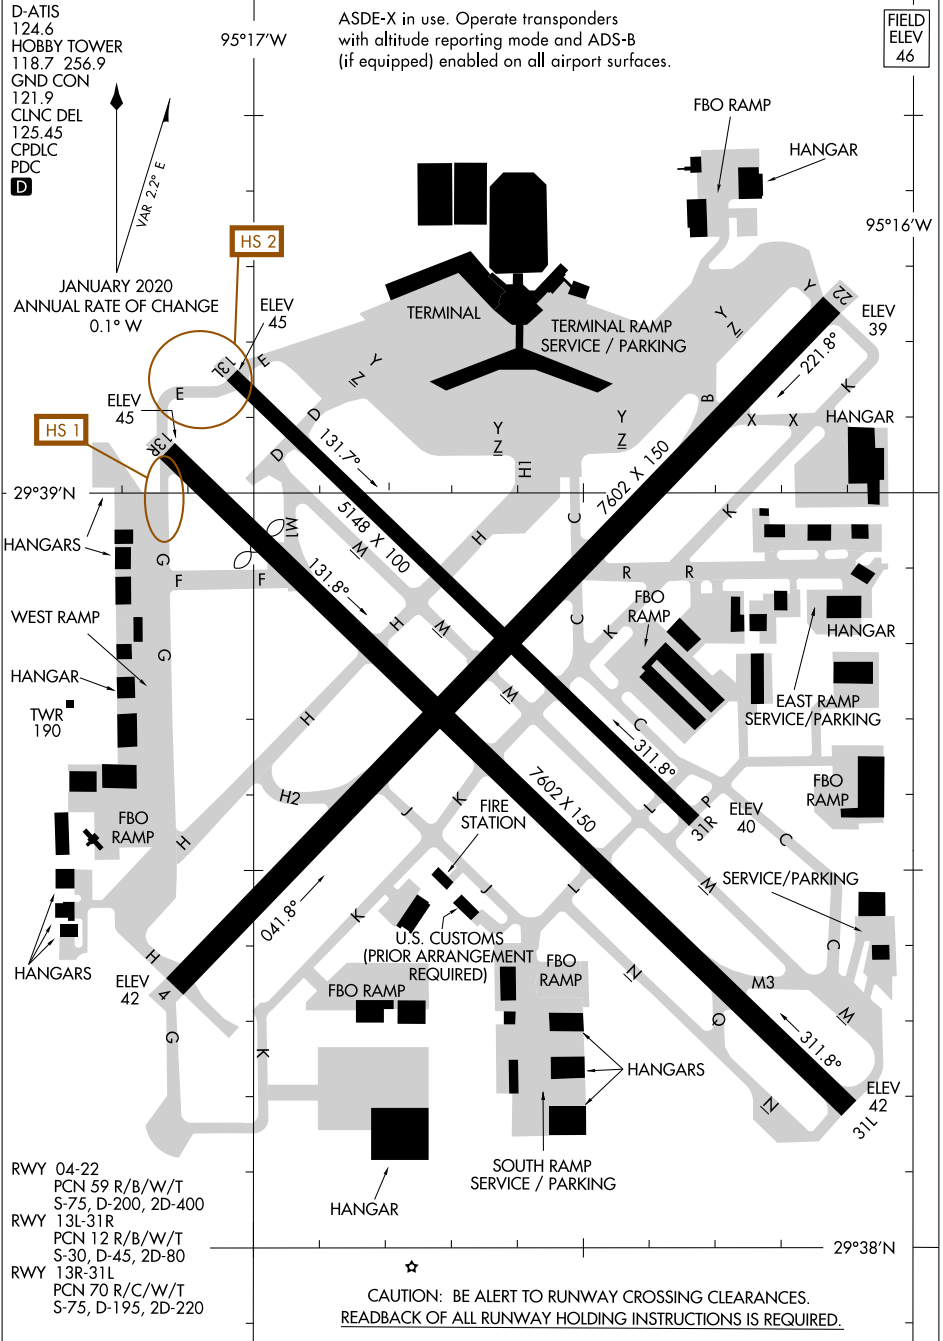 D-ATIS
124.6
HOBBY TOWER
118.7 256.9
GND CON
121.9
CLNC DEL
125.45
CPDLC
PDC
D
95°17'W
ASDE-X in use. Operate transponders
with altitude reporting mode and ADS-B
(if equipped) enabled on all airport surfaces.
FIELD
ELEV
46
VAR 2.2° E
JANUARY 2020
ANNUAL RATE OF CHANGE
0.1° W
FBO RAMP
HANGAR
95°16'W
HS 2
ELEV
45
TERMINAL
TERMINAL RAMP
SERVICE / PARKING
Y
22
ELEV
39
Y
Z
221.8°
13L
E
Y
Z
E
ELEV
45
K
B
HS 1
13R
D
D
131.7°
Y
Z
Y
Z
X X
HANGAR
H1
7602 X 150
29°39'N
5148 X 100
C
K
M1
HANGARS
M
H
G
F
F
131.8°
R
R
FBO
RAMP
WEST RAMP
H
M
C
K
HANGAR
G
HANGAR
M
TWR
190
H
C
EAST RAMP
SERVICE/PARKING
311.8°
H2
7602 X 150
K
J
FIRE
STATION
L
P
31R
ELEV
40
FBO
RAMP
FBO
RAMP
H
C
SERVICE/PARKING
M
J
L
K
041.8°
U.S. CUSTOMS
(PRIOR ARRANGEMENT
REQUIRED)
FBO
RAMP
C
H
HANGARS
ELEV
42
4
FBO RAMP
N
M3
M
G
K
Q
311.8°
HANGARS
N
ELEV
42
31L
SOUTH RAMP
SERVICE / PARKING
HANGAR
RWY 04-22
PCN 59 R/B/W/T
S-75, D-200, 2D-400
RWY 13L-31R
PCN 12 R/B/W/T
S-30, D-45, 2D-80
RWY 13R-31L
PCN 70 R/C/W/T
S-75, D-195, 2D-220
29°38'N
CAUTION: BE ALERT TO RUNWAY CROSSING CLEARANCES.
READBACK OF ALL RUNWAY HOLDING INSTRUCTIONS IS REQUIRED.